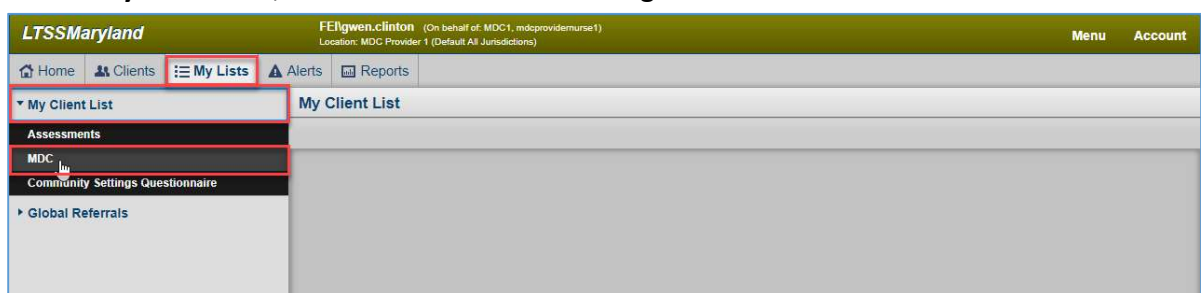 LTSSMaryland
FEI\gwen.clinton (On behalf of: MDC1, mdcprovidernurse1)
Location: MDC Provider 1 (Default All Jurisdictions)
Menu Account
Home Clients My Lists Alerts Reports
My Client List
My Client List
Assessments
MDC
Community Settings Questionnaire
Global Referrals